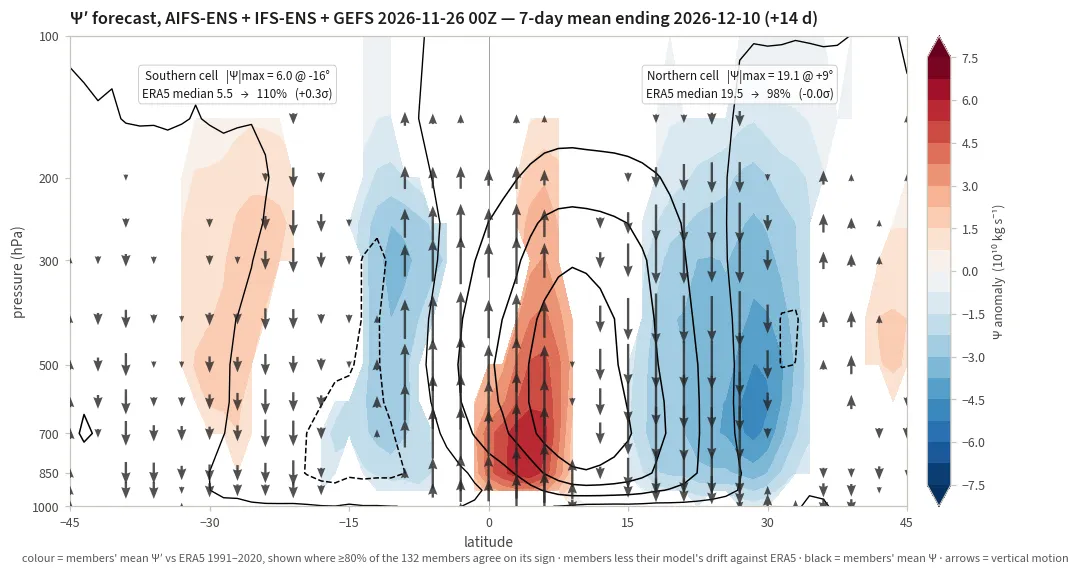 Ψ′ forecast, AIFS-ENS + IFS-ENS + GEFS 2026-11-26 00Z — 7-day mean ending 2026-12-10 (+14 d)
Southern cell |Ψ|max = 6.0 @ -16°
ERA5 median 5.5 → 110% (+0.3σ)
Northern cell |Ψ|max = 19.1 @ +9°
ERA5 median 19.5 → 98% (-0.0σ)
100
200
300
400
500
700
850
1000
pressure (hPa)
−45
−30
−15
0
15
30
45
latitude
7.5
6.0
4.5
3.0
1.5
0.0
−1.5
−3.0
−4.5
−6.0
−7.5
Ψ anomaly (10¹⁰ kg s⁻¹)
colour = members' mean Ψ′ vs ERA5 1991–2020, shown where ≥80% of the 132 members agree on its sign · members less their model's drift against ERA5 · black = members' mean Ψ · arrows = vertical motion